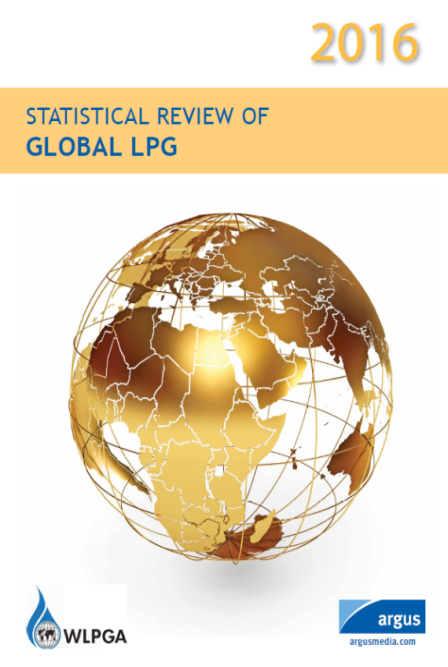 2016
STATISTICAL REVIEW OF
GLOBAL LPG
WLPGA
argus
argusmedia.com